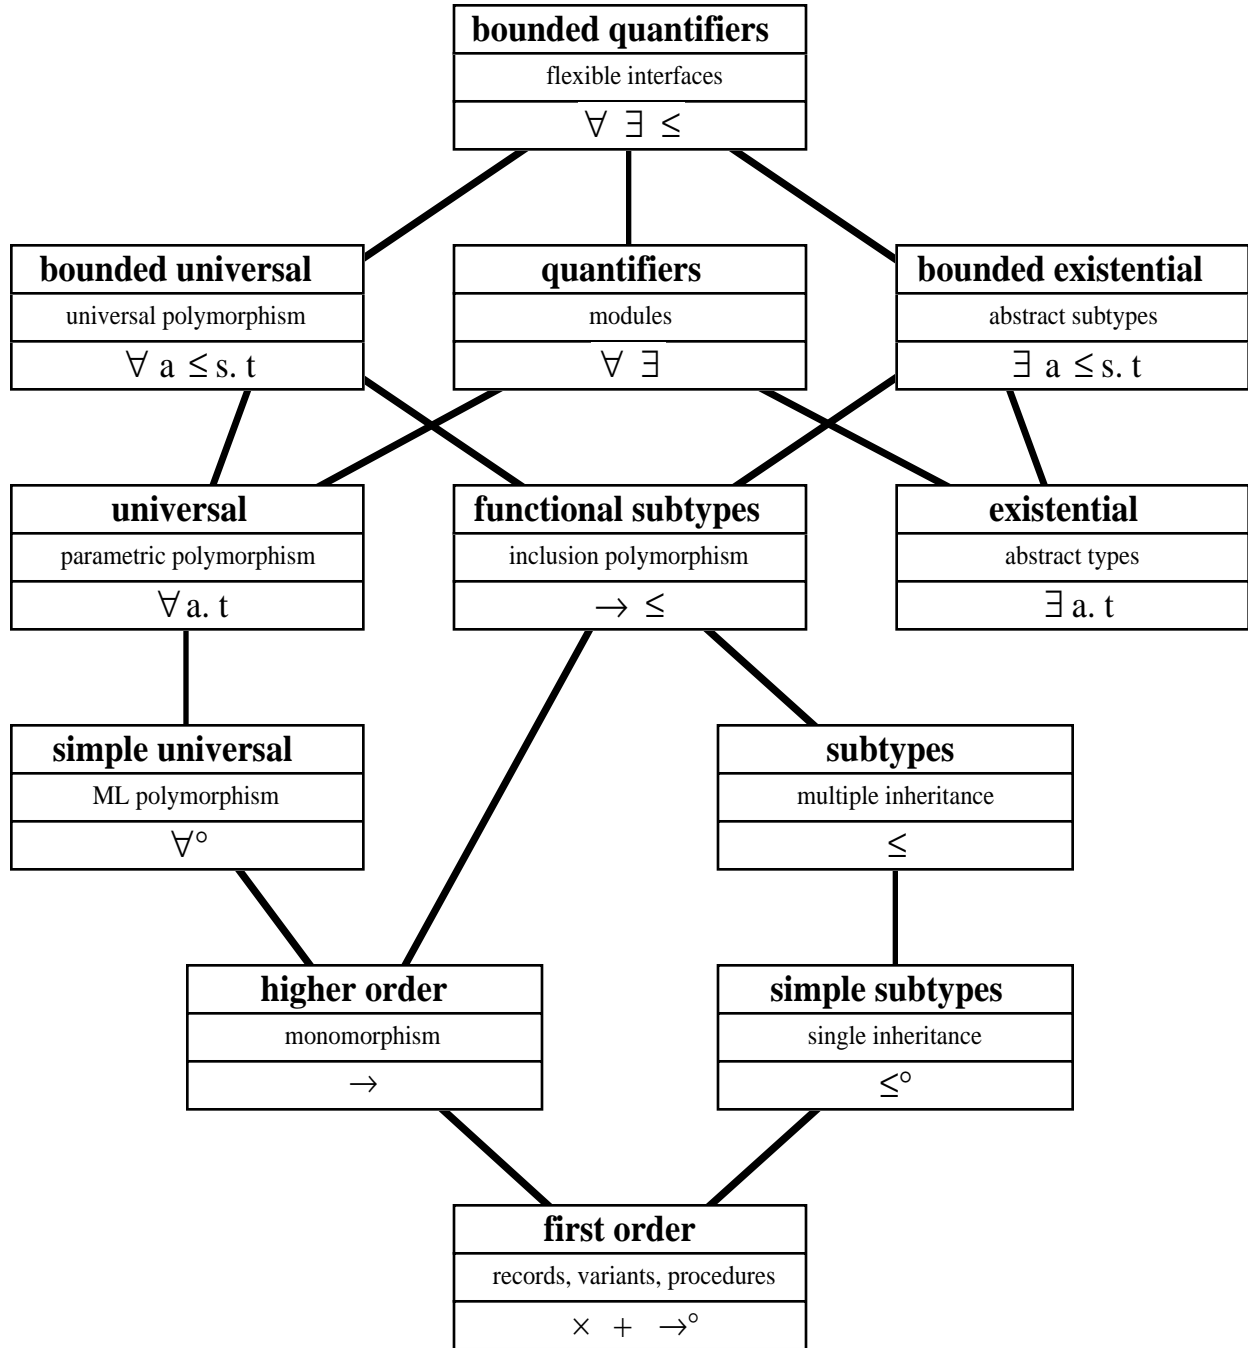 bounded quantifiers
flexible interfaces
∀ ∃ ≤
bounded universal
universal polymorphism
∀ a ≤ s. t
quantifiers
modules
∀ ∃
bounded existential
abstract subtypes
∃ a ≤ s. t
universal
parametric polymorphism
∀ a. t
functional subtypes
inclusion polymorphism
→ ≤
existential
abstract types
∃ a. t
simple universal
ML polymorphism
∀°
subtypes
multiple inheritance
≤
higher order
monomorphism
→
simple subtypes
single inheritance
≤°
first order
records, variants, procedures
× + →°